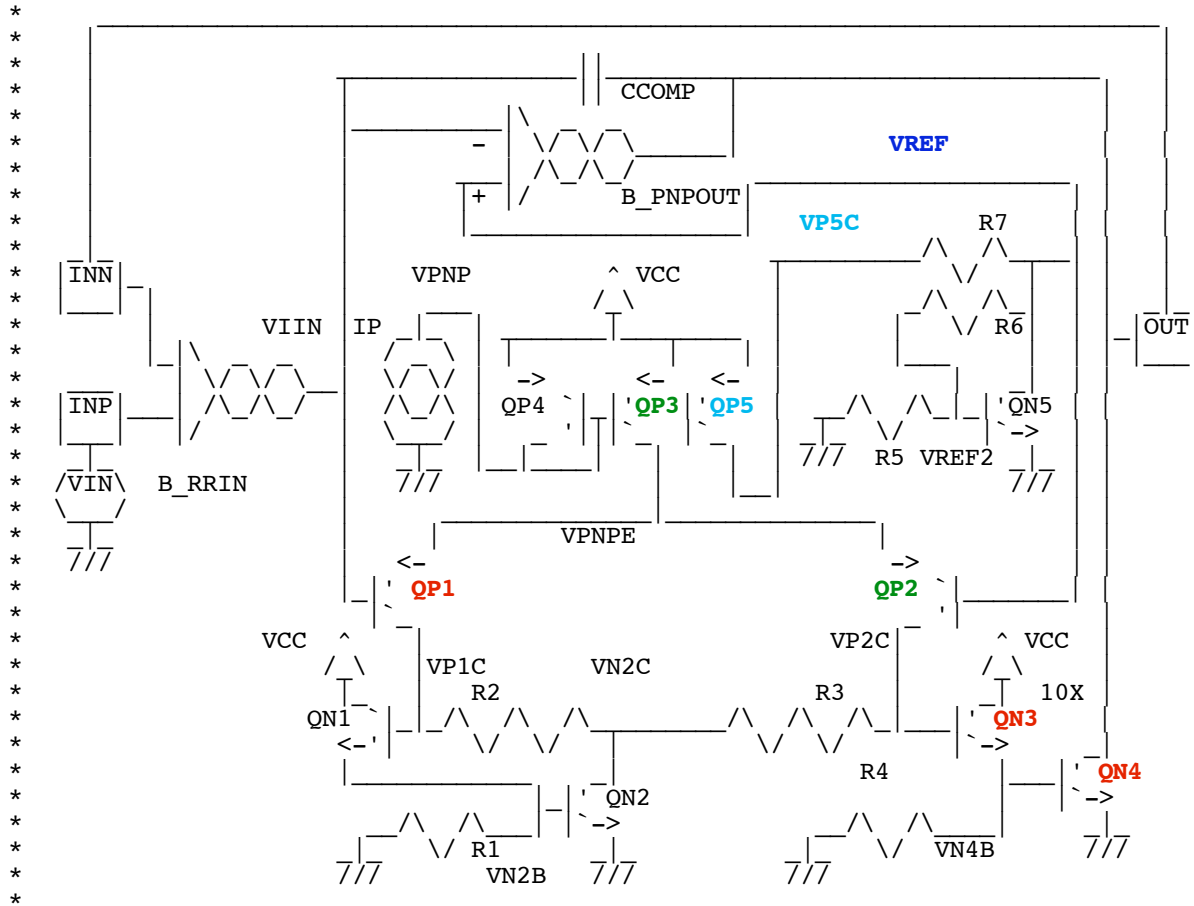 CCOMP
- VREF
+ B_PNPOUT
VP5C R7
INN VPNP VCC
VIIN IP R6 OUT
INP QP4 QP3 QP5 QN5
R5 VREF2
VIN B_RRIN
VPNPE
QP1 QP2
VCC VP2C VCC
VP1C VN2C
R2 R3 10X
QN1 QN3
R4 QN4
QN2
R1 VN4B
VN2B